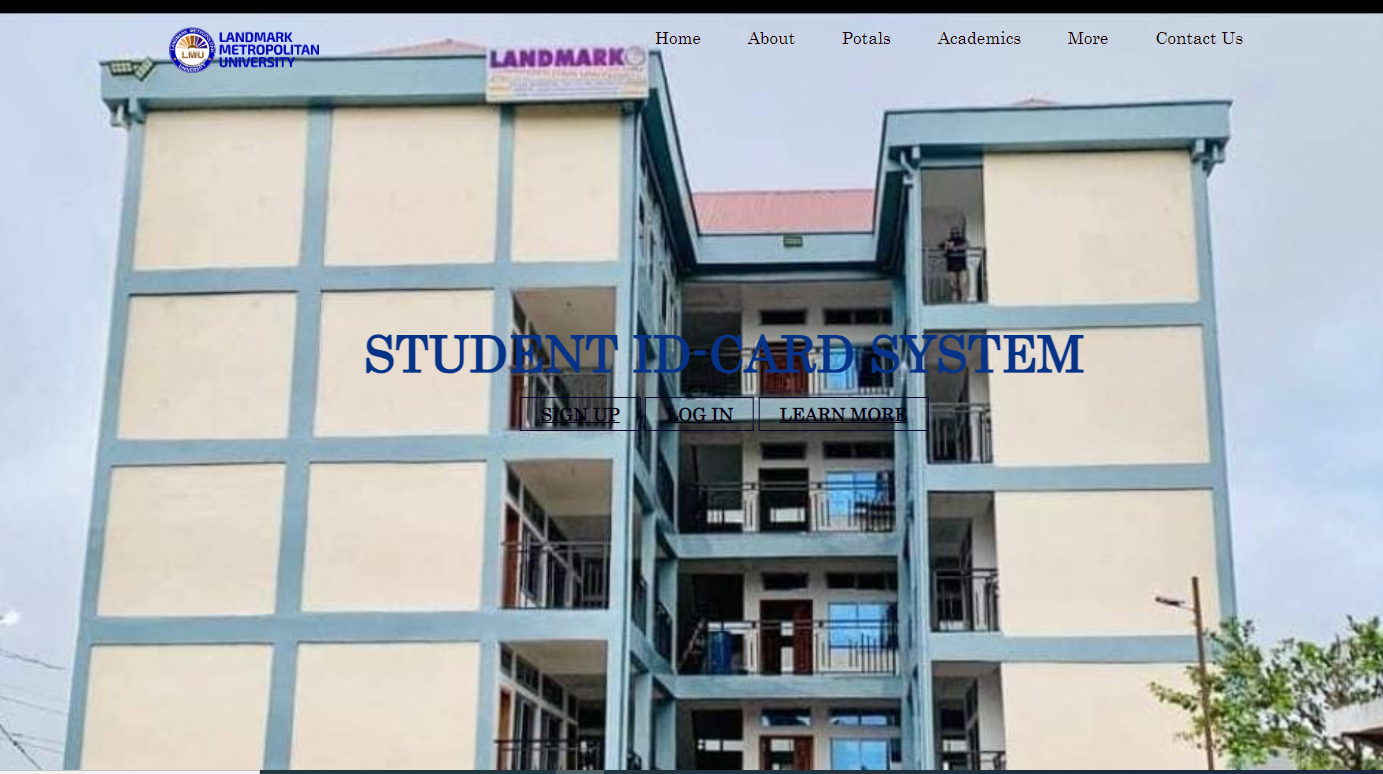 LANDMARK
METROPOLITAN
UNIVERSITY
LMU
Home About Potals Academics More Contact Us
LANDMARK
STUDENT ID-CARD SYSTEM
SIGN UP LOG IN LEARN MORE